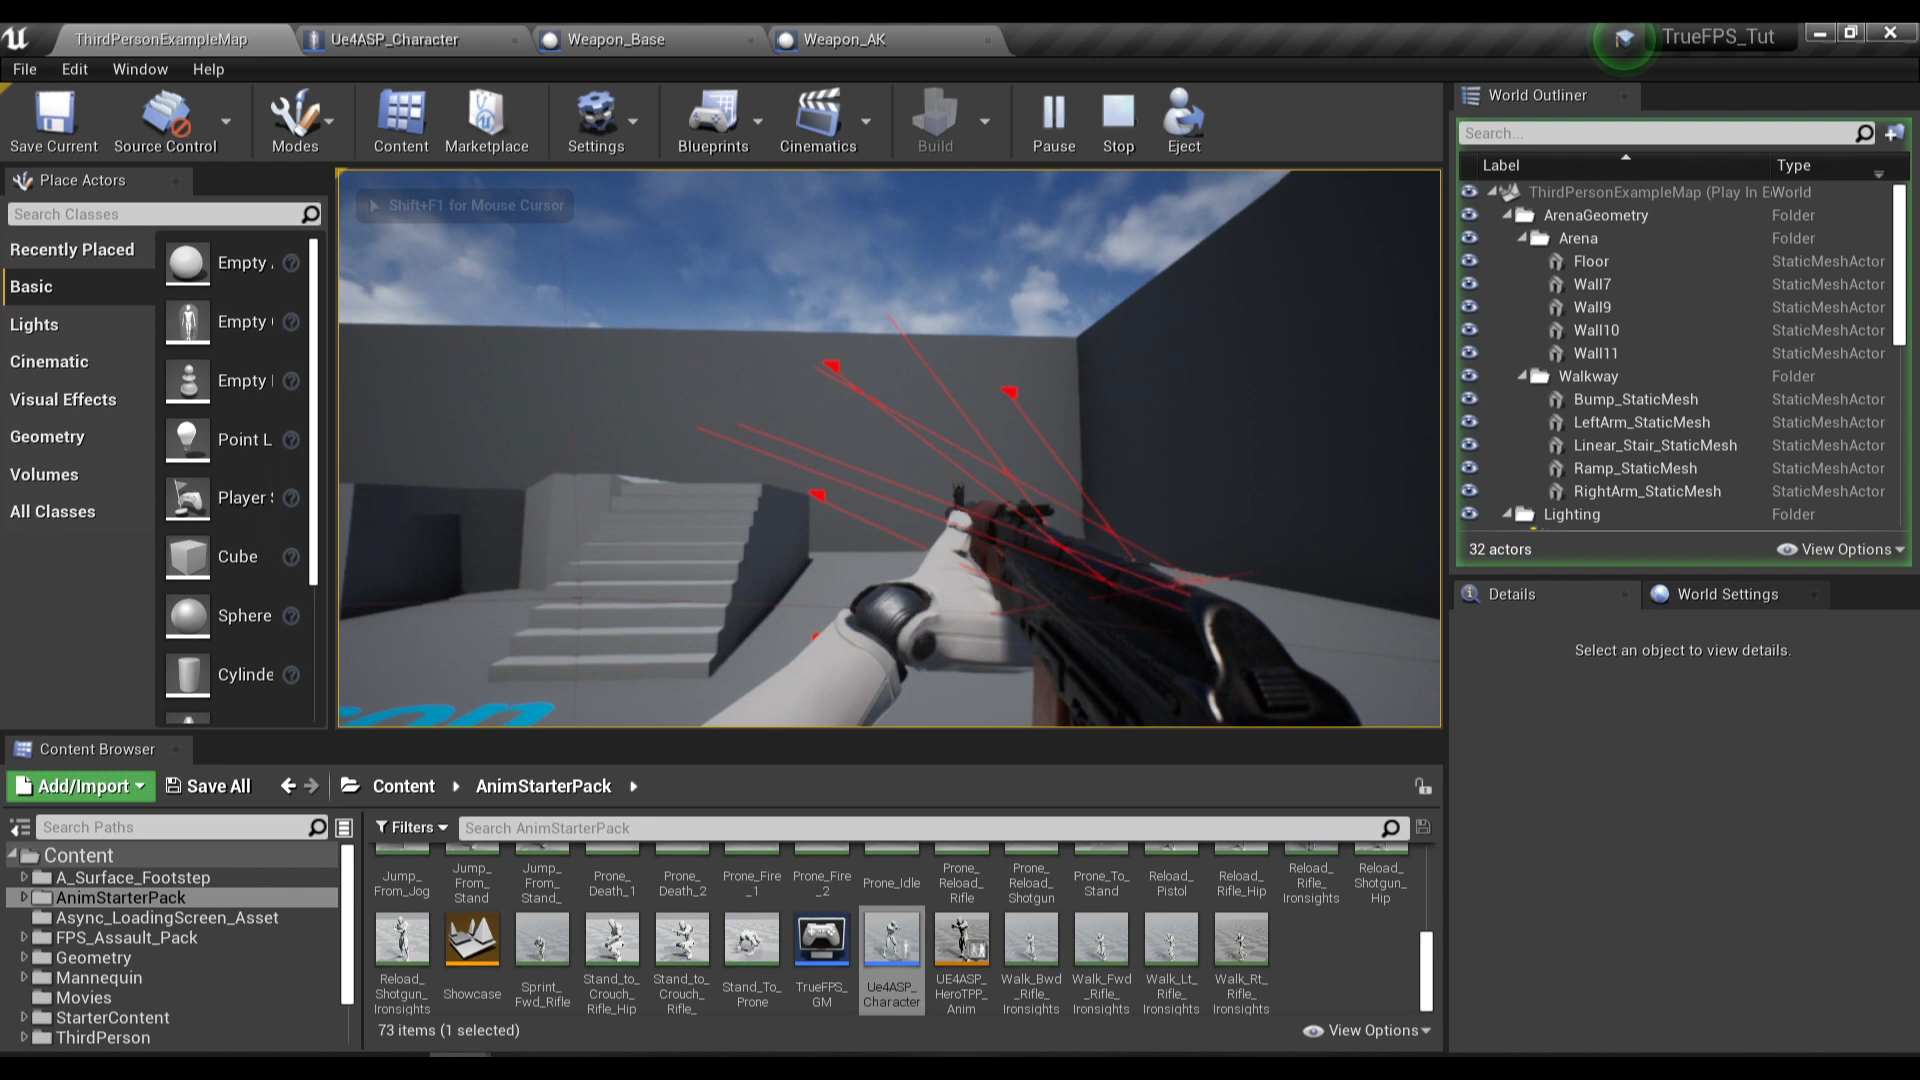 ThirdPersonExampleMap
Ue4ASP_Character
Weapon_Base
Weapon_AK
TrueFPS_Tut
File Edit Window Help
Save Current
Source Control
Modes
Content
Marketplace
Settings
Blueprints
Cinematics
Build
Pause
Stop
Eject
Place Actors
Search Classes
Recently Placed
Basic
Lights
Cinematic
Visual Effects
Geometry
Volumes
All Classes
Empty
Empty
Empty
Point L
Player
Cube
Sphere
Cylinde
Shift+F1 for Mouse Cursor
World Outliner
Search...
Label Type
ThirdPersonExampleMap (Play In E World
ArenaGeometry Folder
Arena Folder
Floor StaticMeshActor
Wall7 StaticMeshActor
Wall9 StaticMeshActor
Wall10 StaticMeshActor
Wall11 StaticMeshActor
Walkway Folder
Bump_StaticMesh StaticMeshActor
LeftArm_StaticMesh StaticMeshActor
Linear_Stair_StaticMesh StaticMeshActor
Ramp_StaticMesh StaticMeshActor
RightArm_StaticMesh StaticMeshActor
Lighting Folder
32 actors View Options
Details World Settings
Select an object to view details.
Content Browser
Add/Import Save All Content AnimStarterPack
Search Paths
Filters Search AnimStarterPack
Content
A_Surface_Footstep
AnimStarterPack
Async_LoadingScreen_Asset
FPS_Assault_Pack
Geometry
Mannequin
Movies
StarterContent
ThirdPerson
Jump_
From_Jog
Jump_
From_
Stand
Jump_
From_
Stand_
Prone_
Death_1
Prone_
Death_2
Prone_Fire
_1
Prone_Fire
_2
Prone_Idle
Prone_
Reload_
Rifle
Prone_
Reload_
Shotgun
Prone_To_
Stand
Reload_
Pistol
Reload_
Rifle_Hip
Reload_
Rifle_
Ironsights
Reload_
Shotgun_
Hip
Reload_
Shotgun_
Ironsights
Showcase
Sprint_
Fwd_Rifle
Stand_to_
Crouch_
Rifle_Hip
Stand_to_
Crouch_
Rifle_
Stand_To_
Prone
TrueFPS_
GM
Ue4ASP_
Character
UE4ASP_
HeroTPP_
Anim
Walk_Bwd
_Rifle_
Ironsights
Walk_Fwd
_Rifle_
Ironsights
Walk_Lt_
Rifle_
Ironsights
Walk_Rt_
Rifle_
Ironsights
73 items (1 selected)
View Options